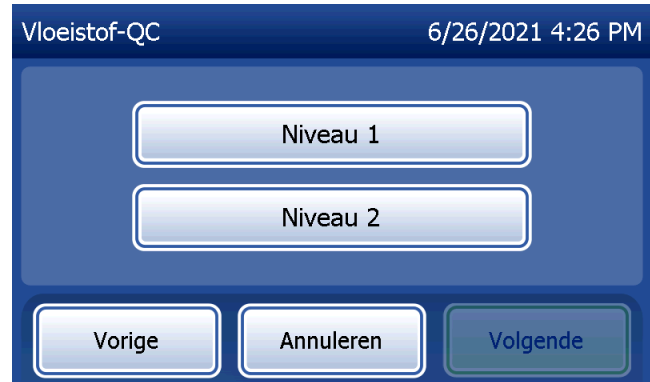 Vloeistof-QC 6/26/2021 4:26 PM
Niveau 1
Niveau 2
Vorige Annuleren Volgende